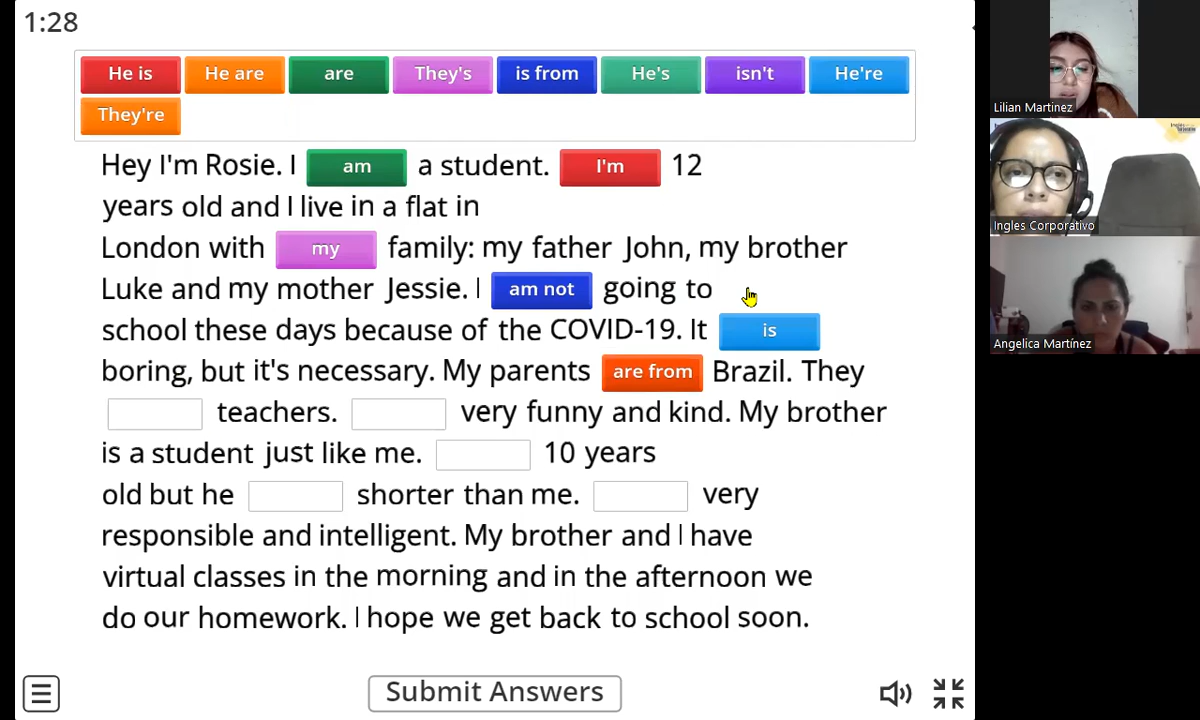 1:28
He is He are are They's is from He's isn't He're
They're
Hey I'm Rosie. I am a student. I'm 12
years old and I live in a flat in
London with my family: my father John, my brother
Luke and my mother Jessie. I am not going to
school these days because of the COVID-19. It is
boring, but it's necessary. My parents are from Brazil. They
teachers. very funny and kind. My brother
is a student just like me. 10 years
old but he shorter than me. very
responsible and intelligent. My brother and I have
virtual classes in the morning and in the afternoon we
do our homework. I hope we get back to school soon.
Submit Answers
Lilian Martinez
Ingles Corporativo
Angelica Martínez